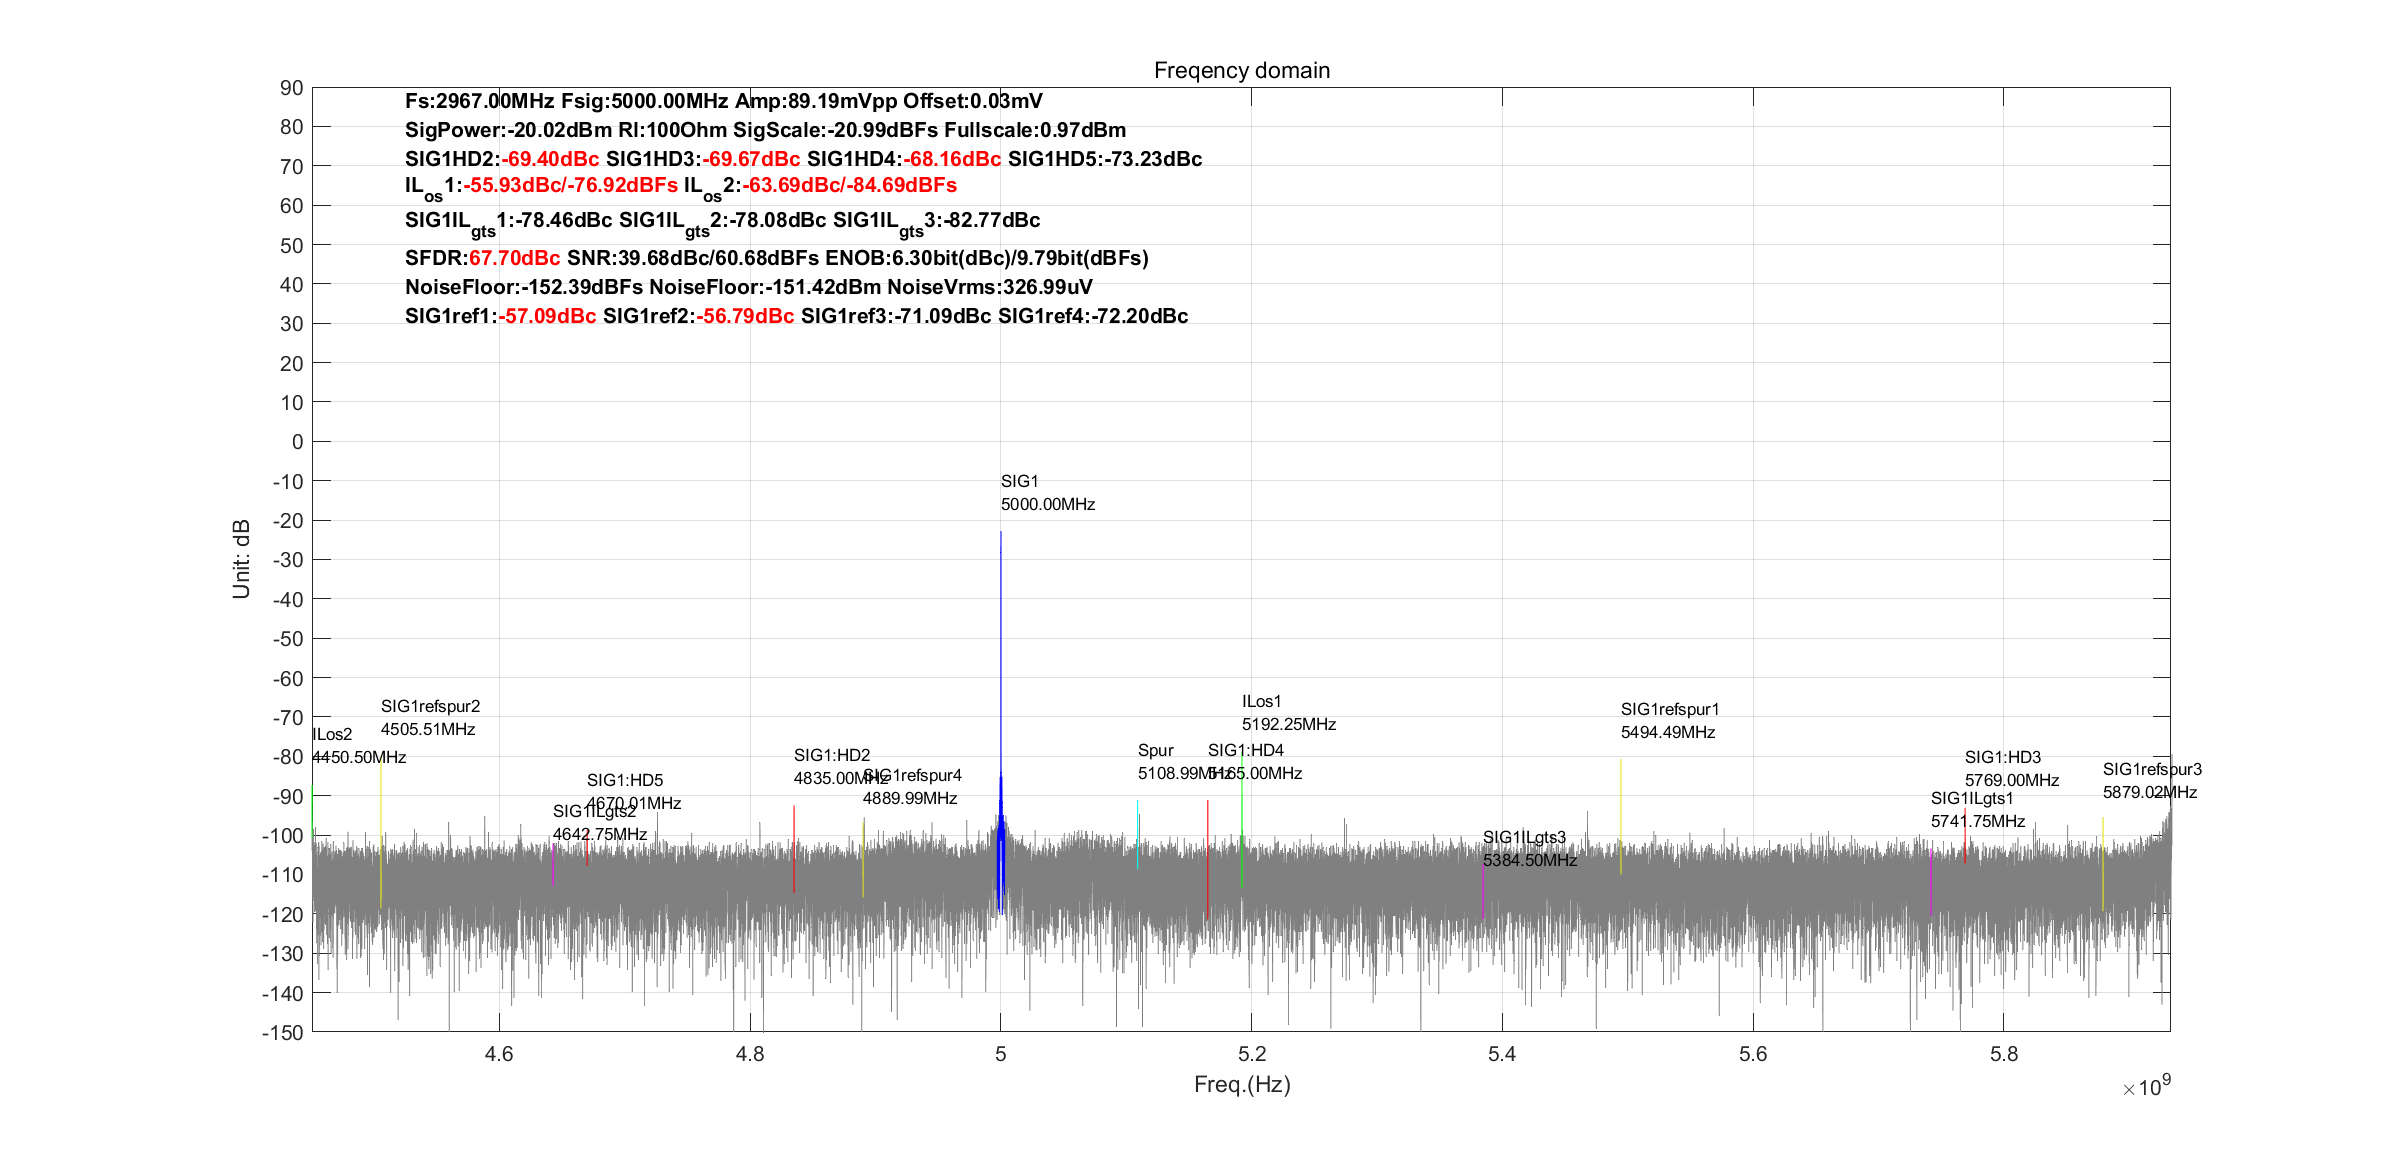 Freqency domain
Fs:2967.00MHz Fsig:5000.00MHz Amp:89.19mVpp Offset:0.03mV
SigPower:-20.02dBm Rl:100Ohm SigScale:-20.99dBFs Fullscale:0.97dBm
SIG1HD2:-69.40dBc SIG1HD3:-69.67dBc SIG1HD4:-68.16dBc SIG1HD5:-73.23dBc
ILos1:-55.93dBc/-76.92dBFs ILos2:-63.69dBc/-84.69dBFs
SIG1ILgts1:-78.46dBc SIG1ILgts2:-78.08dBc SIG1ILgts3:-82.77dBc
SFDR:67.70dBc SNR:39.68dBc/60.68dBFs ENOB:6.30bit(dBc)/9.79bit(dBFs)
NoiseFloor:-152.39dBFs NoiseFloor:-151.42dBm NoiseVrms:326.99uV
SIG1ref1:-57.09dBc SIG1ref2:-56.79dBc SIG1ref3:-71.09dBc SIG1ref4:-72.20dBc
90
80
70
60
50
40
30
20
10
0
-10
-20
-30
-40
-50
-60
-70
-80
-90
-100
-110
-120
-130
-140
-150
Unit: dB
SIG1
5000.00MHz
ILos2
4450.50MHz
SIG1refspur2
4505.51MHz
SIG1ILgts2
4642.75MHz
SIG1:HD5
4670.01MHz
SIG1:HD2
4835.00MHz
SIG1refspur4
4889.99MHz
Spur
5108.99MHz
SIG1:HD4
5165.00MHz
ILos1
5192.25MHz
SIG1ILgts3
5384.50MHz
SIG1refspur1
5494.49MHz
SIG1ILgts1
5741.75MHz
SIG1:HD3
5769.00MHz
SIG1refspur3
5879.02MHz
4.6 4.8 5 5.2 5.4 5.6 5.8
Freq.(Hz)
×10^9